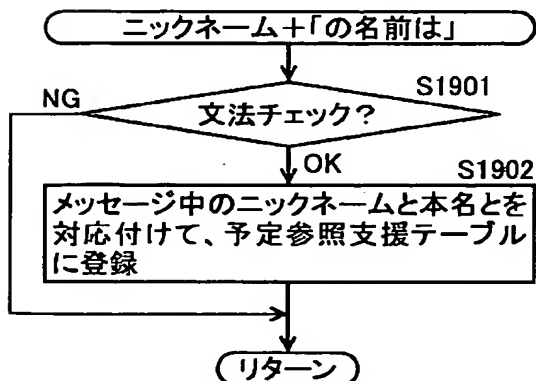 ニックネーム+「の名前は」
S1901
NG
文法チェック?
OK
S1902
メッセージ中のニックネームと本名とを
対応付けて、予定参照支援テーブル
に登録
リターン